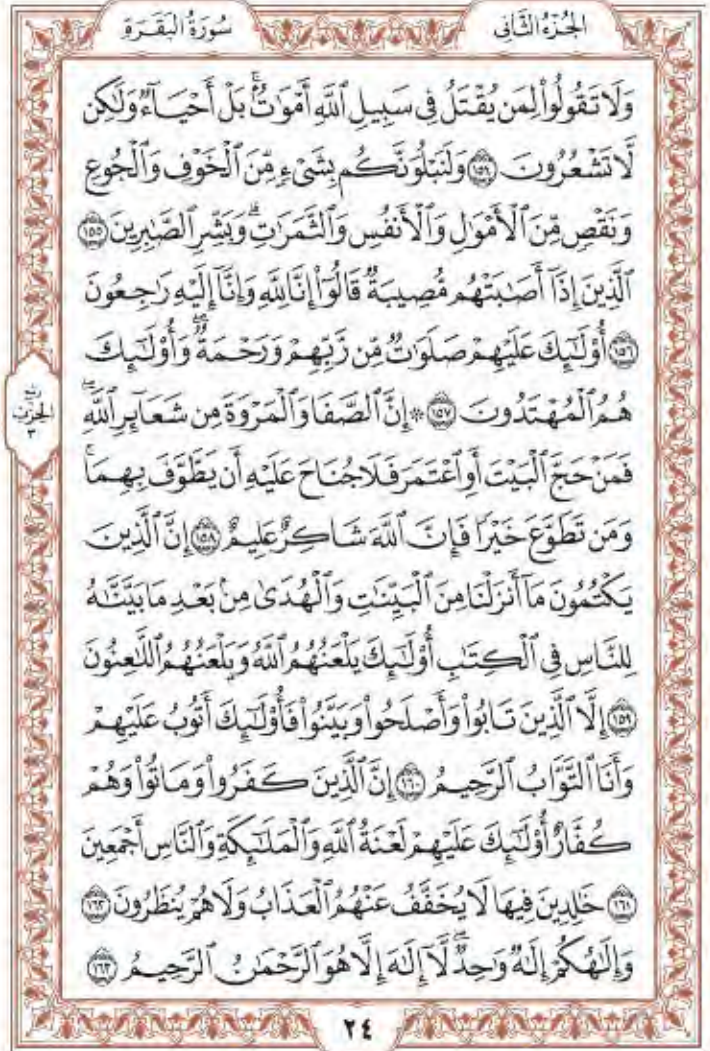 سُورَةُ البَقَـرَةِ
الجُزْءُ الثَّانِي
وَلَا تَقُولُوا۟ لِمَن يُقْتَلُ فِى سَبِيلِ ٱللَّهِ أَمْوَٰتٌۢ ۚ بَلْ أَحْيَآءٌ وَلَٰكِن
لَّا تَشْعُرُونَ ١٥٤ وَلَنَبْلُوَنَّكُم بِشَىْءٍ مِّنَ ٱلْخَوْفِ وَٱلْجُوعِ
وَنَقْصٍ مِّنَ ٱلْأَمْوَٰلِ وَٱلْأَنفُسِ وَٱلثَّمَرَٰتِ ۗ وَبَشِّرِ ٱلصَّٰبِرِينَ ١٥٥
ٱلَّذِينَ إِذَآ أَصَٰبَتْهُم مُّصِيبَةٌ قَالُوٓا۟ إِنَّا لِلَّهِ وَإِنَّآ إِلَيْهِ رَٰجِعُونَ
١٥٦ أُو۟لَٰٓئِكَ عَلَيْهِمْ صَلَوَٰتٌ مِّن رَّبِّهِمْ وَرَحْمَةٌ ۖ وَأُو۟لَٰٓئِكَ
هُمُ ٱلْمُهْتَدُونَ ١٥٧ ۞ إِنَّ ٱلصَّفَا وَٱلْمَرْوَةَ مِن شَعَآئِرِ ٱللَّهِ ۖ
فَمَنْ حَجَّ ٱلْبَيْتَ أَوِ ٱعْتَمَرَ فَلَا جُنَاحَ عَلَيْهِ أَن يَطَّوَّفَ بِهِمَا ۚ
وَمَن تَطَوَّعَ خَيْرًا فَإِنَّ ٱللَّهَ شَاكِرٌ عَلِيمٌ ١٥٨ إِنَّ ٱلَّذِينَ
يَكْتُمُونَ مَآ أَنزَلْنَا مِنَ ٱلْبَيِّنَٰتِ وَٱلْهُدَىٰ مِنۢ بَعْدِ مَا بَيَّنَّٰهُ
لِلنَّاسِ فِى ٱلْكِتَٰبِ ۙ أُو۟لَٰٓئِكَ يَلْعَنُهُمُ ٱللَّهُ وَيَلْعَنُهُمُ ٱللَّٰعِنُونَ
١٥٩ إِلَّا ٱلَّذِينَ تَابُوا۟ وَأَصْلَحُوا۟ وَبَيَّنُوا۟ فَأُو۟لَٰٓئِكَ أَتُوبُ عَلَيْهِمْ ۚ
وَأَنَا ٱلتَّوَّابُ ٱلرَّحِيمُ ١٦٠ إِنَّ ٱلَّذِينَ كَفَرُوا۟ وَمَاتُوا۟ وَهُمْ
كُفَّارٌ أُو۟لَٰٓئِكَ عَلَيْهِمْ لَعْنَةُ ٱللَّهِ وَٱلْمَلَٰٓئِكَةِ وَٱلنَّاسِ أَجْمَعِينَ
١٦١ خَٰلِدِينَ فِيهَا ۖ لَا يُخَفَّفُ عَنْهُمُ ٱلْعَذَابُ وَلَا هُمْ يُنظَرُونَ ١٦٢
وَإِلَٰهُكُمْ إِلَٰهٌ وَٰحِدٌ ۖ لَّآ إِلَٰهَ إِلَّا هُوَ ٱلرَّحْمَٰنُ ٱلرَّحِيمُ ١٦٣
ربع
الحزب
٣
٢٤